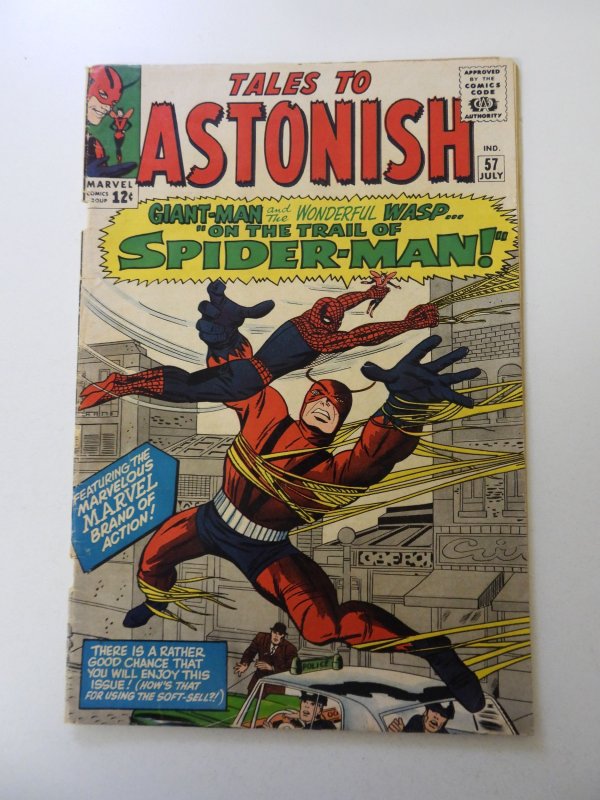 TALES TO
ASTONISH
APPROVED
BY THE
COMICS
CODE
AUTHORITY
IND.
57
JULY
MARVEL
COMICS
GROUP
12¢
GIANT-MAN and The WONDERFUL WASP...
"ON THE TRAIL OF
SPIDER-MAN!"
FEATURING THE
MARVELOUS
MARVEL
BRAND OF
ACTION!
THERE IS A RATHER
GOOD CHANCE THAT
YOU WILL ENJOY THIS
ISSUE! (HOW'S THAT
FOR USING THE SOFT-SELL?!)
POLICE